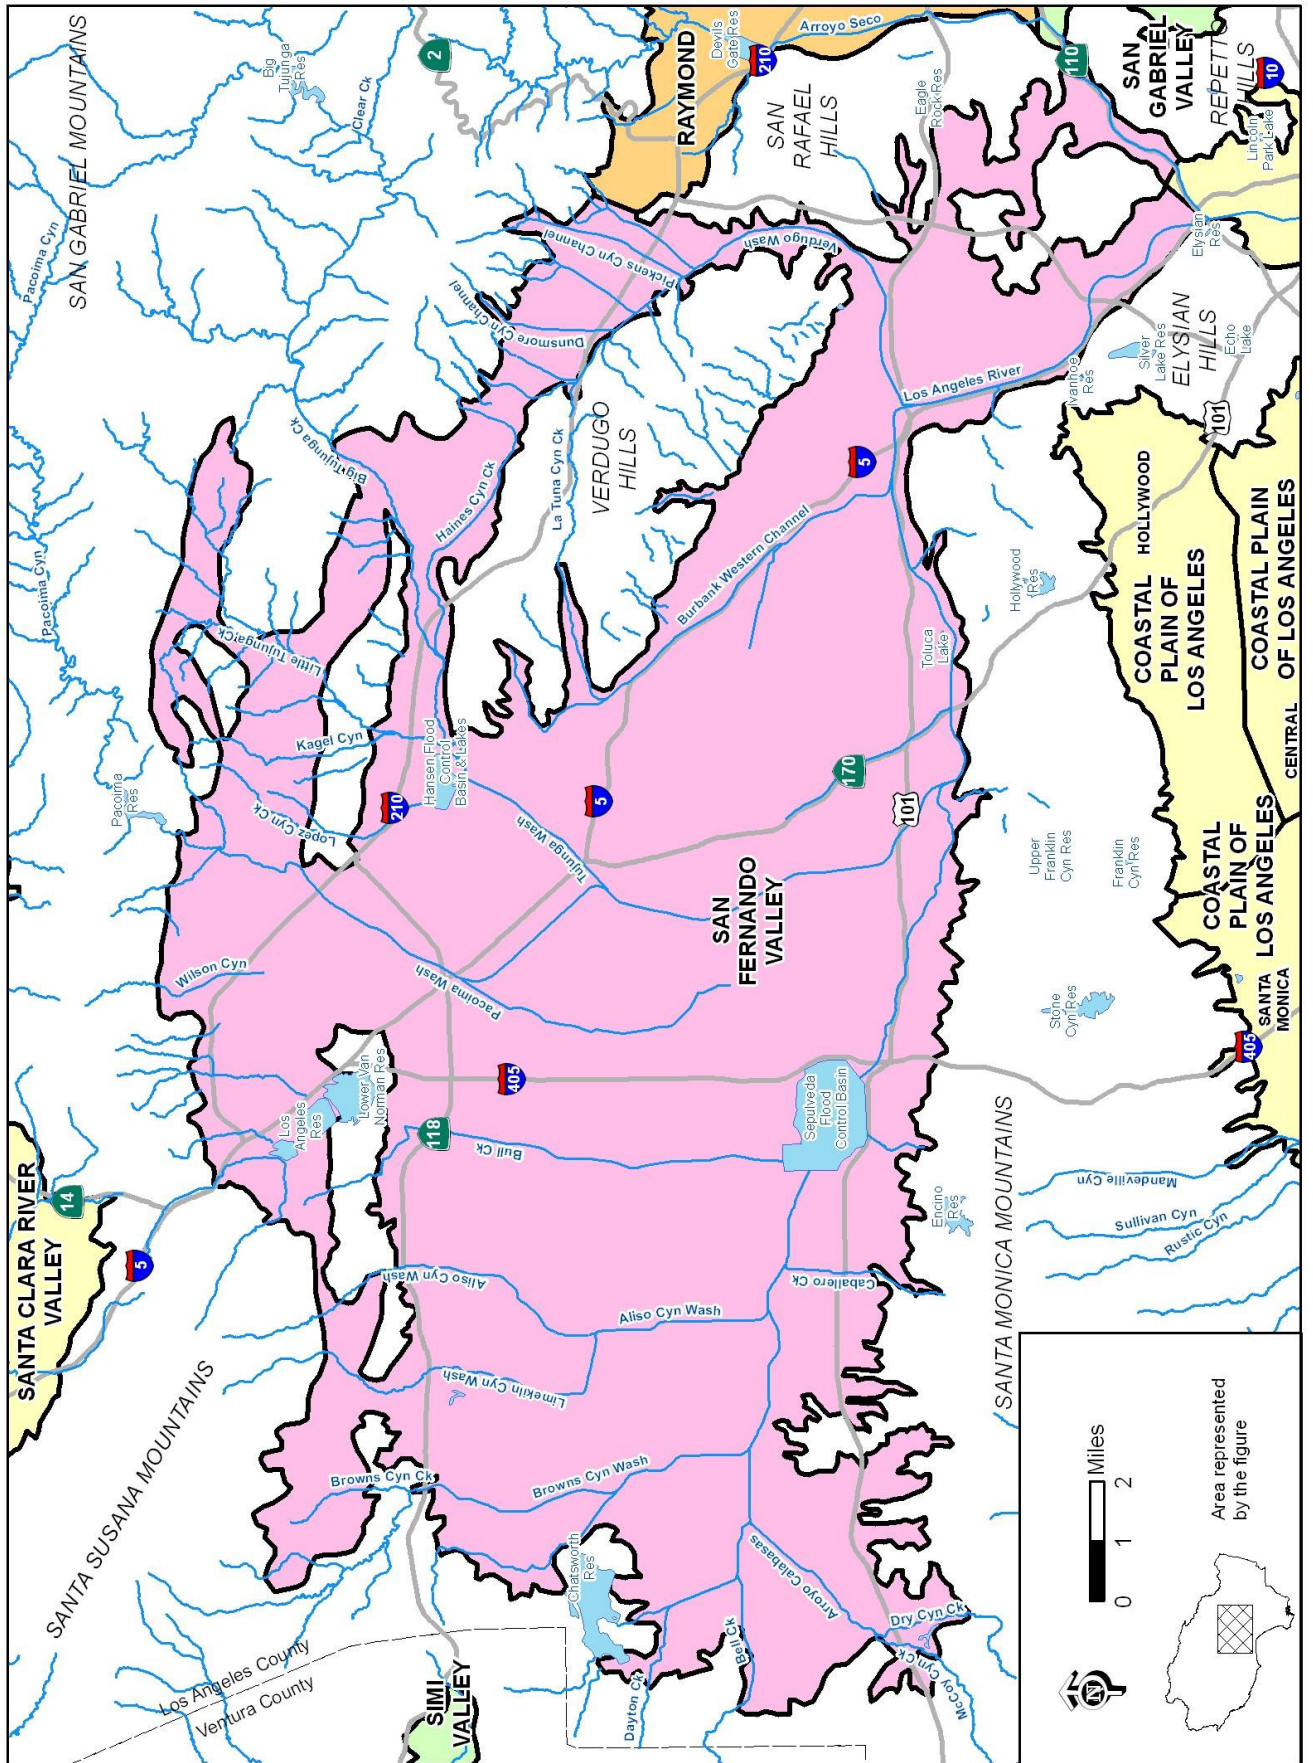 SANTA CLARA RIVER
VALLEY
14
5
Pacoima Cyn
Pacoima Cyn
SAN GABRIEL MOUNTAINS
SANTA SUSANA MOUNTAINS
Pacoima
Res
Big
Tujunga
Res
Clear Ck
2
Los Angeles County
Ventura County
Wilson Cyn
Lopez Cyn Ck
Little Tujunga Ck
Kagel Cyn
Big Tujunga Ck
Los
Angeles
Res
Lower Van
Norman Res
210
Hansen Flood
Control
Basin & Lakes
Haines Cyn Ck
Dunsmore Cyn Channel
Pickens Cyn Channel
Browns Cyn Ck
Aliso Cyn Wash
118
Limekiln Cyn Wash
Bull Ck
405
Pacoima Wash
Tujunga Wash
5
La Tuna Cyn Ck
VERDUGO
HILLS
SIMI
VALLEY
Chatsworth
Res
Browns Cyn Wash
Aliso Cyn Wash
Dayton Ck
Bell Ck
Arroyo Calabasas
SAN
FERNANDO
VALLEY
Burbank Western Channel
Verdugo Wash
RAYMOND
Devils
Gate Res
210
Arroyo Seco
SAN
RAFAEL
HILLS
Sepulveda
Flood
Control Basin
Caballero Ck
170
5
101
McCoy Cyn Ck
Dry Cyn Ck
Encino
Res
Toluca
Lake
Los Angeles River
Eagle
Rock Res
SANTA MONICA MOUNTAINS
Stone
Cyn Res
Upper
Franklin
Cyn Res
Franklin
Cyn Res
Hollywood
Res
Ivanhoe
Res
Silver
Lake Res
110
Mandeville Cyn
Sullivan Cyn
Rustic Cyn
COASTAL
PLAIN OF
LOS ANGELES
HOLLYWOOD
ELYSIAN
HILLS
Elysian
Res
Echo
Lake
SAN
GABRIEL
VALLEY
REPETTO
HILLS
101
405
COASTAL
PLAIN OF
LOS ANGELES
SANTA
MONICA
COASTAL PLAIN
OF LOS ANGELES
CENTRAL
Lincoln
Park Lake
10
N
0 1 2
Miles
Area represented
by the figure